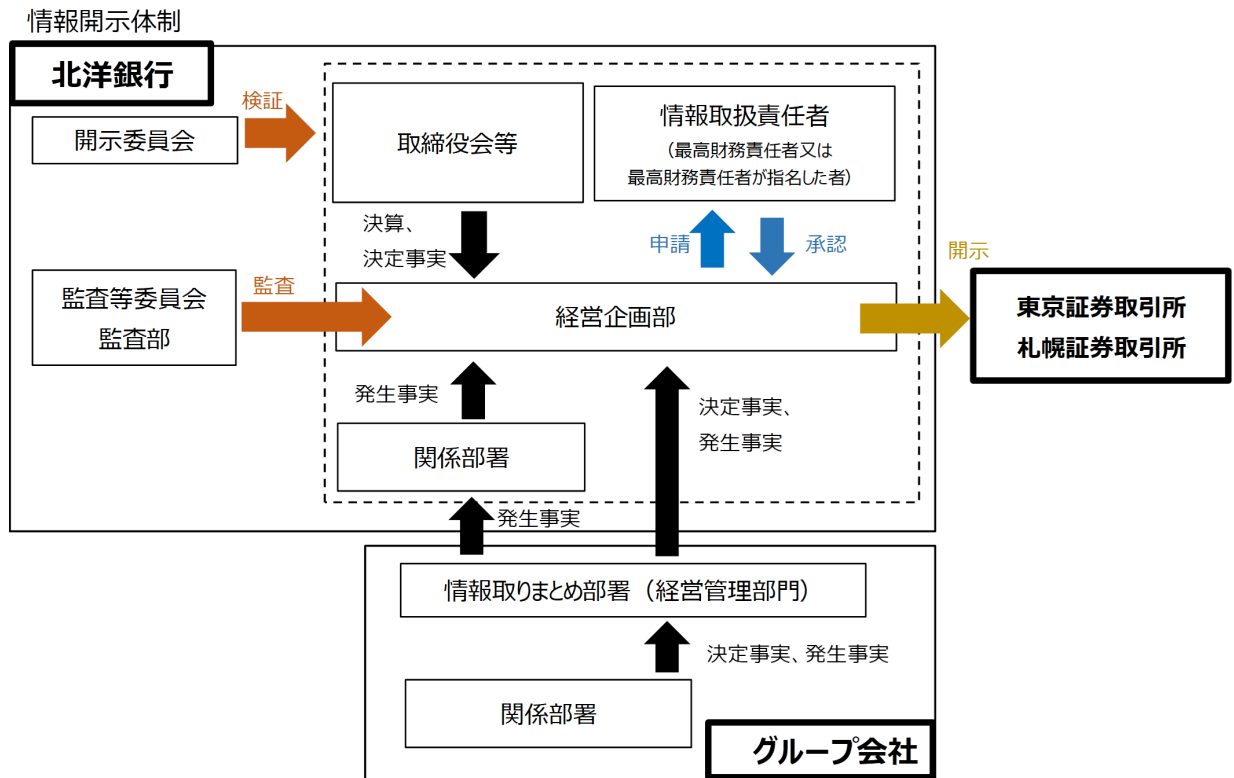 情報開示体制
北洋銀行
検証
開示委員会
取締役会等
情報取扱責任者
（最高財務責任者又は
最高財務責任者が指名した者）
決算、
決定事実
申請
承認
開示
監査等委員会
監査部
監査
経営企画部
東京証券取引所
札幌証券取引所
発生事実
決定事実、
発生事実
関係部署
発生事実
情報取りまとめ部署（経営管理部門）
決定事実、発生事実
関係部署
グループ会社